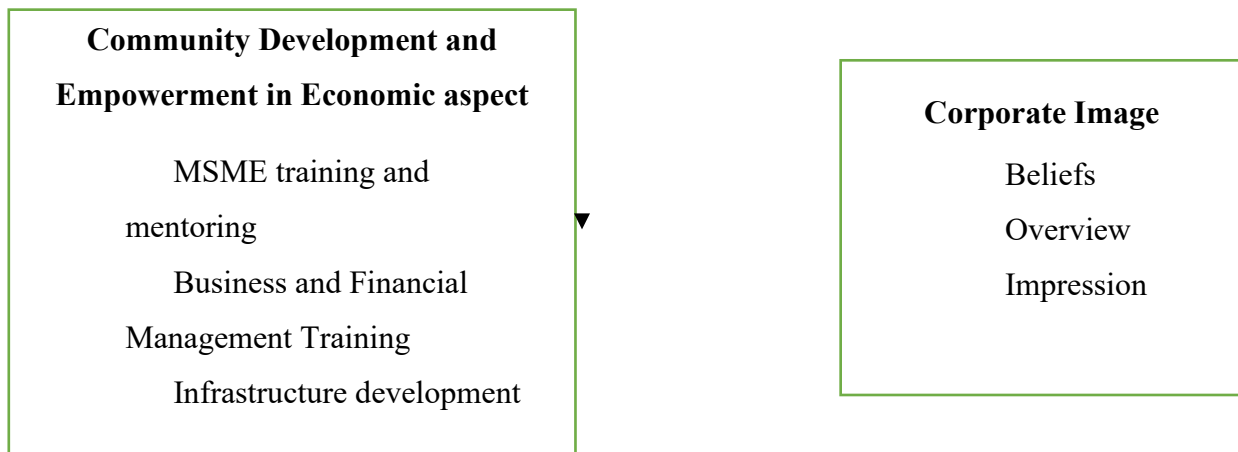 Community Development and
Empowerment in Economic aspect
MSME training and
mentoring
Business and Financial
Management Training
Infrastructure development
Corporate Image
Beliefs
Overview
Impression